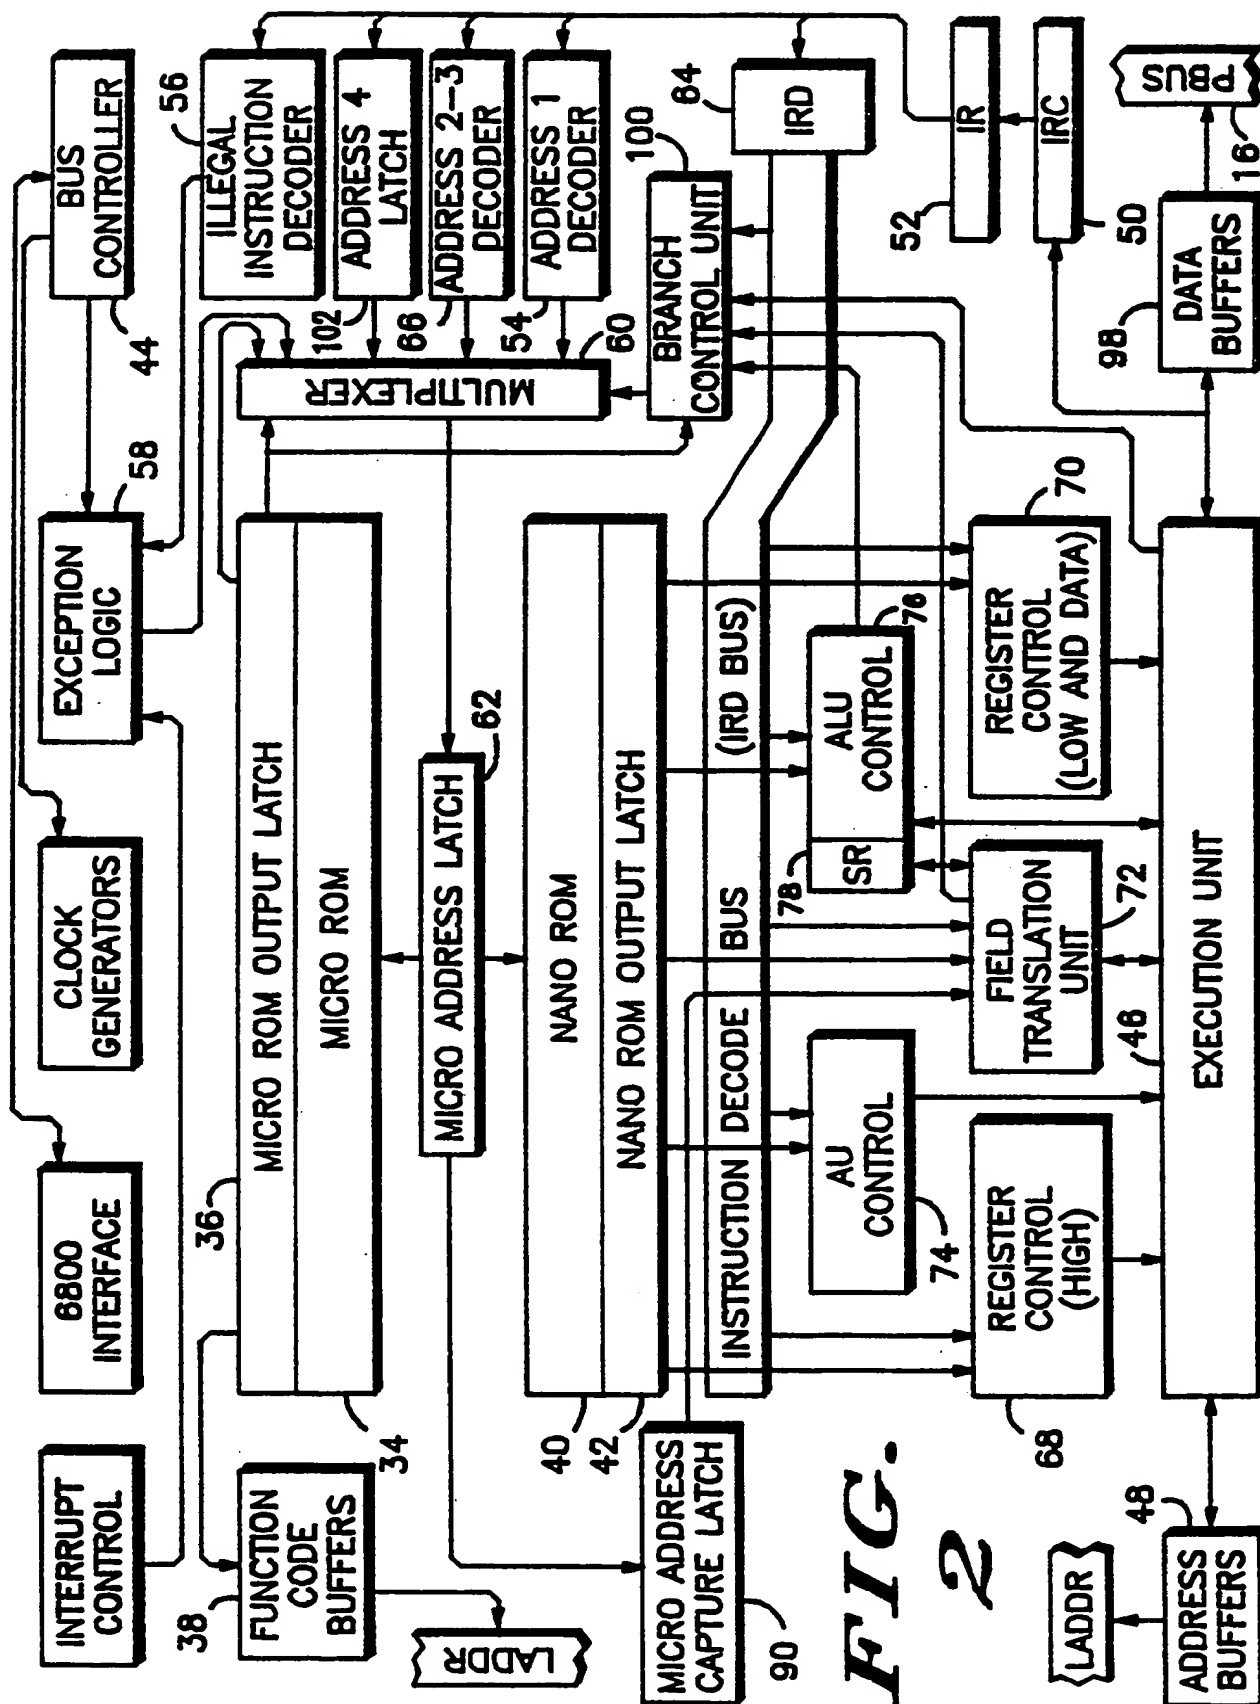 INTERRUPT
CONTROL
6800
INTERFACE
CLOCK
GENERATORS
EXCEPTION
LOGIC
58
BUS
CONTROLLER
44
38
FUNCTION
CODE
BUFFERS
LADDR
36
MICRO ROM OUTPUT LATCH
MICRO ROM
34
MULTIPLEXER
60
56
ILLEGAL
INSTRUCTION
DECODER
102
ADDRESS 4
LATCH
66
ADDRESS 2-3
DECODER
54
ADDRESS 1
DECODER
MICRO ADDRESS LATCH
62
40
NANO ROM
42
NANO ROM OUTPUT LATCH
MICRO ADDRESS
CAPTURE LATCH
90
BRANCH
CONTROL UNIT
100
INSTRUCTION DECODE BUS (IRD BUS)
IRD
64
AU
CONTROL
74
78
SR
ALU
CONTROL
76
IR
52
IRC
50
REGISTER
CONTROL
(HIGH)
68
FIELD
TRANSLATION
UNIT
72
REGISTER
CONTROL
(LOW AND DATA)
70
FIG.
2
LADDR
ADDRESS
BUFFERS
48
EXECUTION UNIT
46
98
DATA
BUFFERS
16